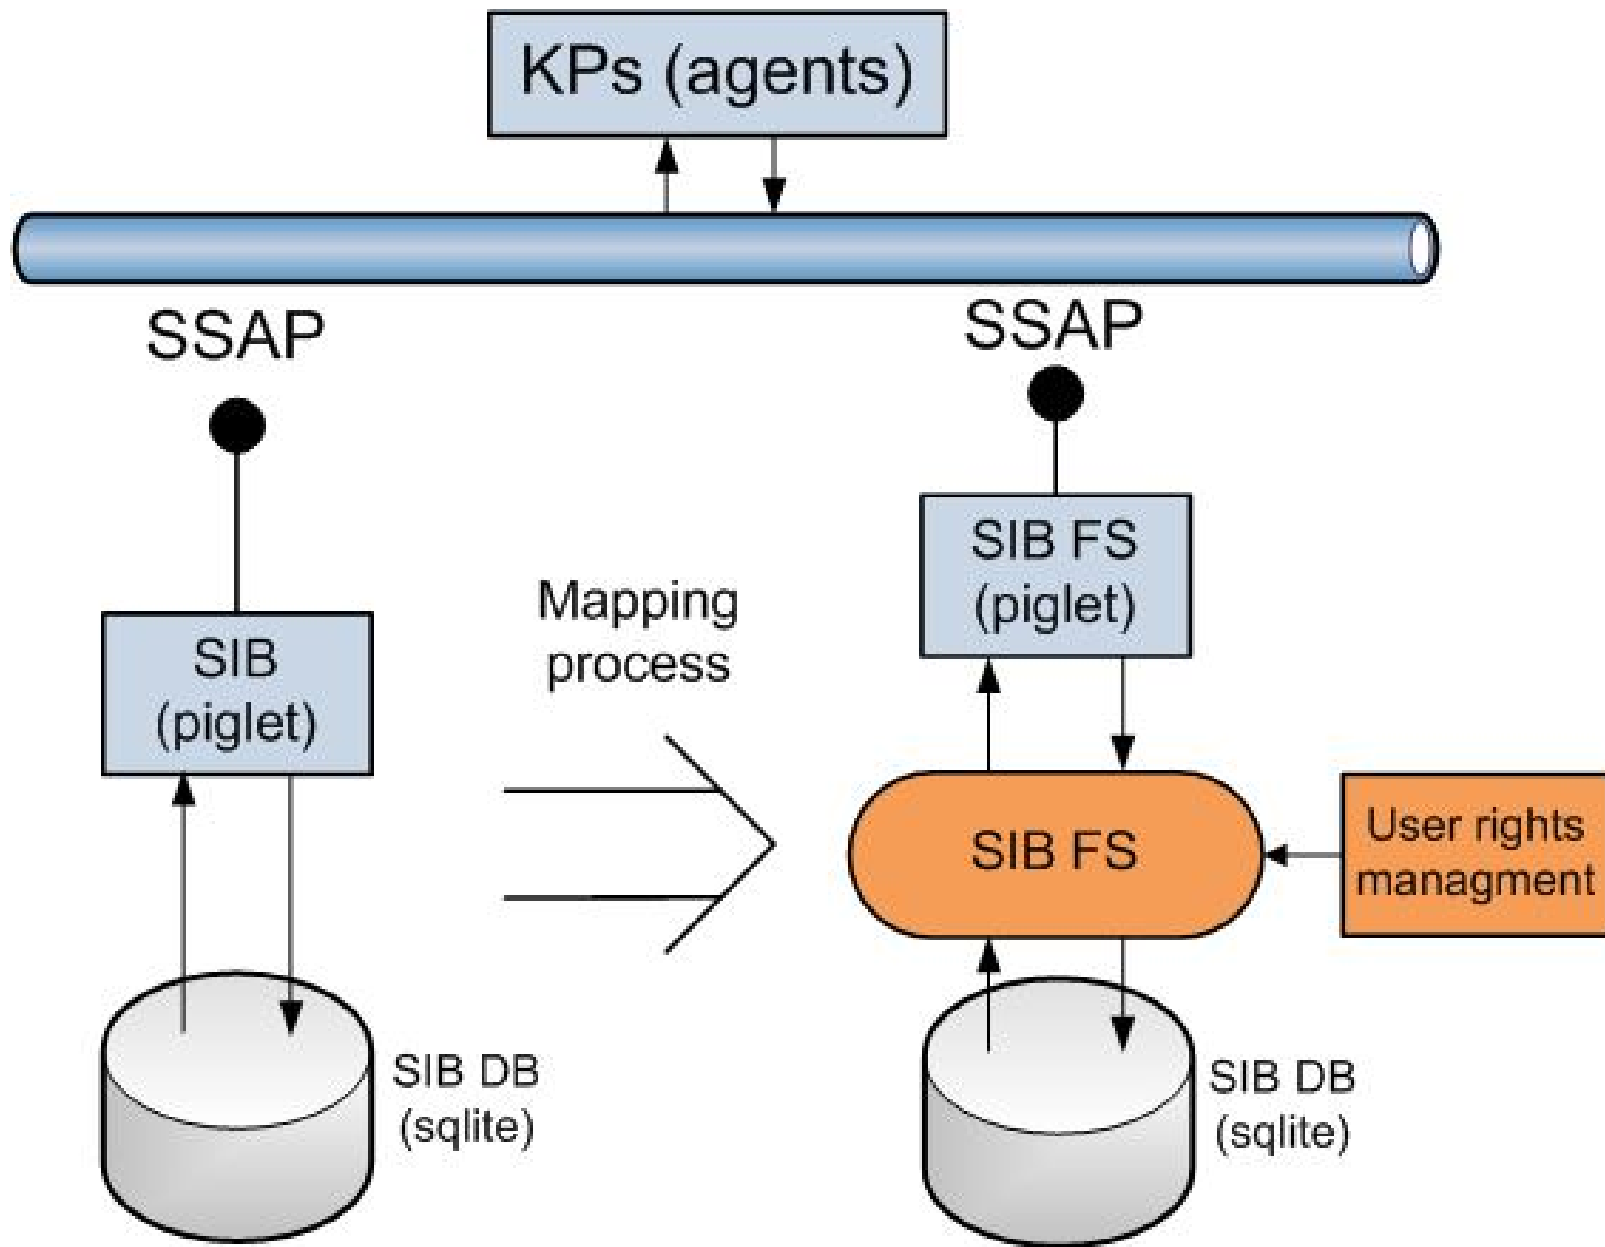 KPs (agents)
SSAP
SSAP
SIB FS
(piglet)
Mapping
process
SIB
(piglet)
SIB FS
User rights
managment
SIB DB
(sqlite)
SIB DB
(sqlite)